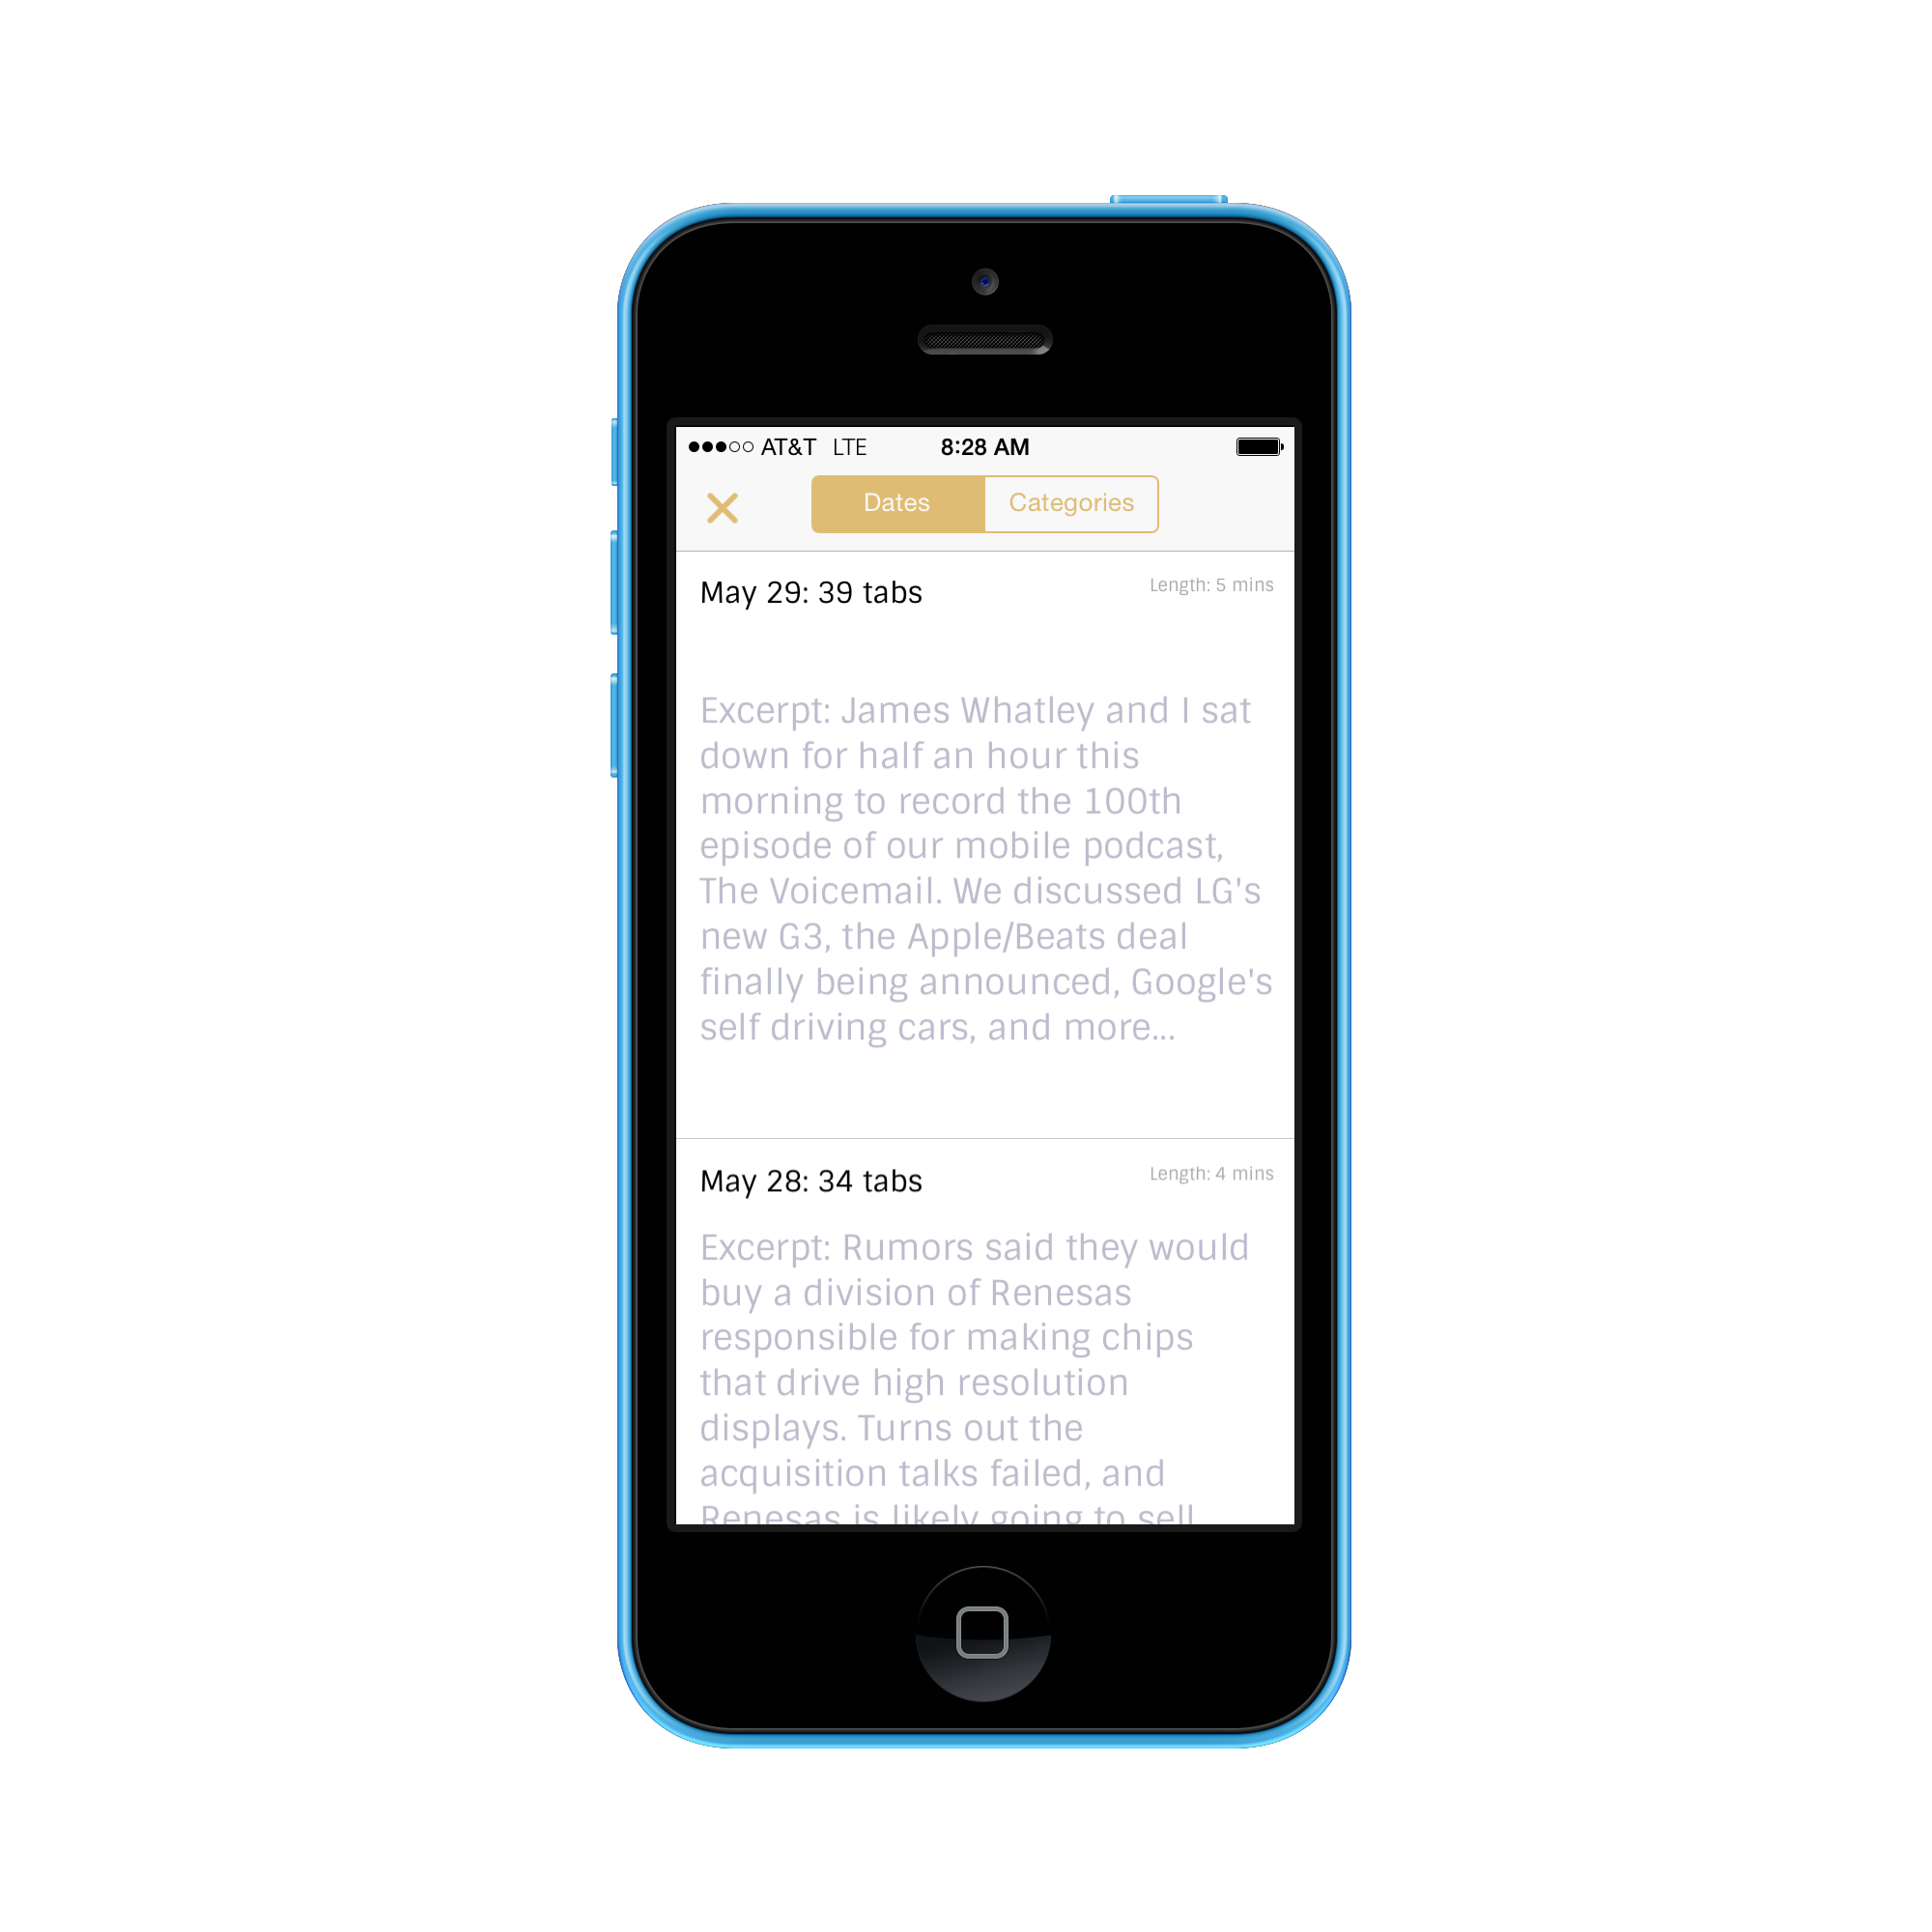 AT&T LTE 8:28 AM
Dates Categories
May 29: 39 tabs Length: 5 mins
Excerpt: James Whatley and I sat
down for half an hour this
morning to record the 100th
episode of our mobile podcast,
The Voicemail. We discussed LG's
new G3, the Apple/Beats deal
finally being announced, Google's
self driving cars, and more...
May 28: 34 tabs Length: 4 mins
Excerpt: Rumors said they would
buy a division of Renesas
responsible for making chips
that drive high resolution
displays. Turns out the
acquisition talks failed, and
Renesas is likely going to sell